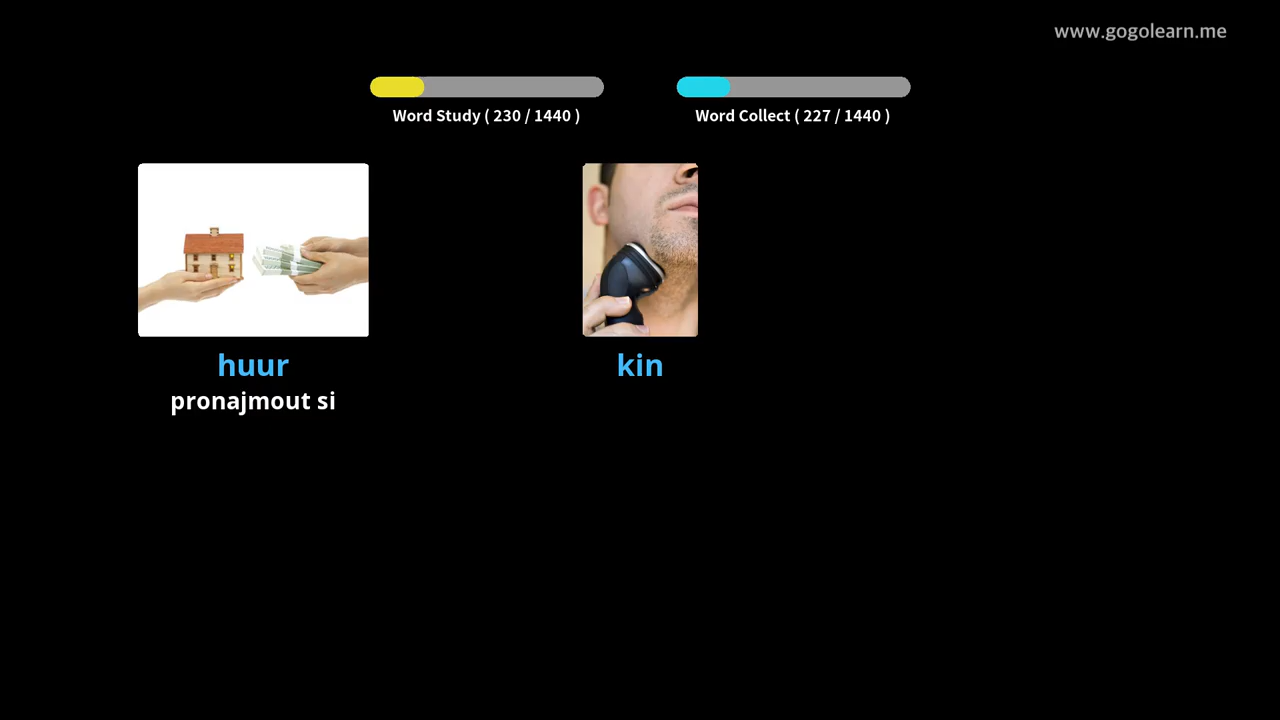 www.gogolearn.me
Word Study ( 230 / 1440 )
Word Collect ( 227 / 1440 )
huur
kin
pronajmout si